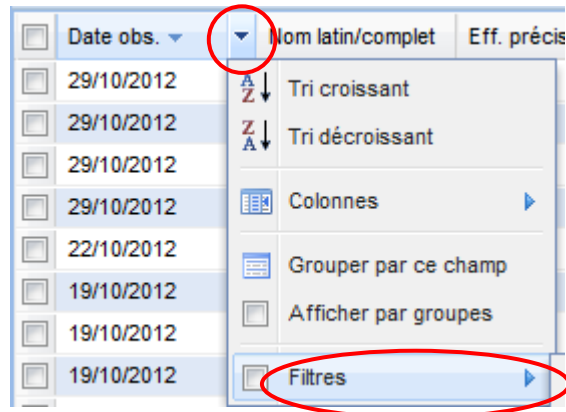 Date obs. Nom latin/complet Eff. précis
29/10/2012
Tri croissant
29/10/2012
Tri décroissant
29/10/2012
29/10/2012
Colonnes
22/10/2012
Grouper par ce champ
19/10/2012
Afficher par groupes
19/10/2012
19/10/2012
Filtres